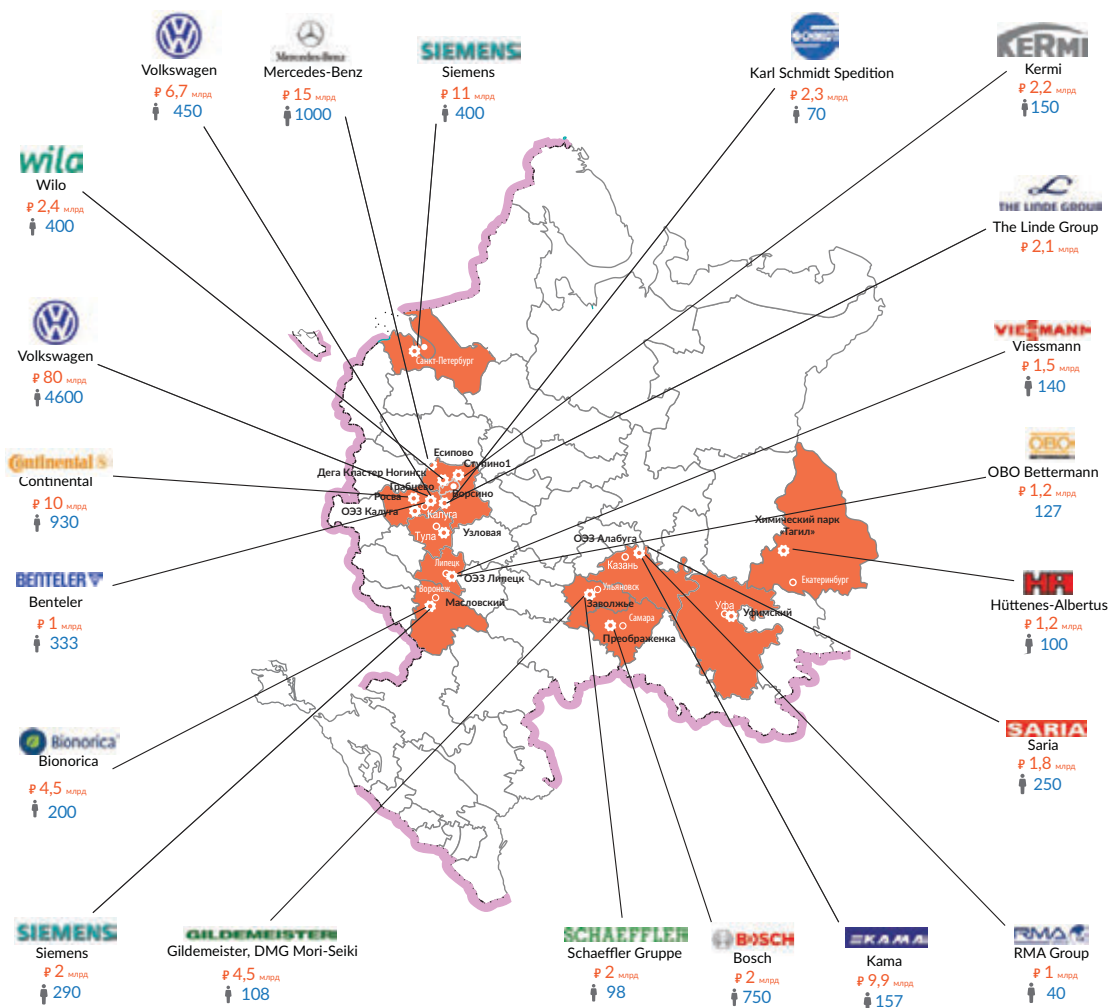 Volkswagen
₽ 6,7 млрд
450
Mercedes-Benz
Mercedes-Benz
₽ 15 млрд
1000
SIEMENS
Siemens
₽ 11 млрд
400
SCHMIDT
Karl Schmidt Spedition
₽ 2,3 млрд
70
KERMI
Kermi
₽ 2,2 млрд
150
wilo
Wilo
₽ 2,4 млрд
400
THE LINDE GROUP
The Linde Group
₽ 2,1 млрд
Volkswagen
₽ 80 млрд
4600
VIESSMANN
Viessmann
₽ 1,5 млрд
140
Continental
Continental
₽ 10 млрд
930
OBO
OBO Bettermann
₽ 1,2 млрд
127
BENTELER
Benteler
₽ 1 млрд
333
HA
Hüttenes-Albertus
₽ 1,2 млрд
100
Bionorica
Bionorica
₽ 4,5 млрд
200
SARIA
Saria
₽ 1,8 млрд
250
Санкт-Петербург
Есипово
Ступино1
Дега Кластер Ногинск
Грабцево
Ворсино
Росва
ОЭЗ Калуга
Калуга
Тула
Узловая
Липецк
ОЭЗ Липецк
Воронеж
Масловский
Химический парк
«Тагил»
Екатеринбург
ОЭЗ Алабуга
Казань
Ульяновск
Заволжье
Самара
Преображенка
Уфа
Уфимский
SIEMENS
Siemens
₽ 2 млрд
290
GILDEMEISTER
Gildemeister, DMG Mori-Seiki
₽ 4,5 млрд
108
SCHAEFFLER
Schaeffler Gruppe
₽ 2 млрд
98
BOSCH
Bosch
₽ 2 млрд
750
KAMA
Kama
₽ 9,9 млрд
157
RMA
RMA Group
₽ 1 млрд
40